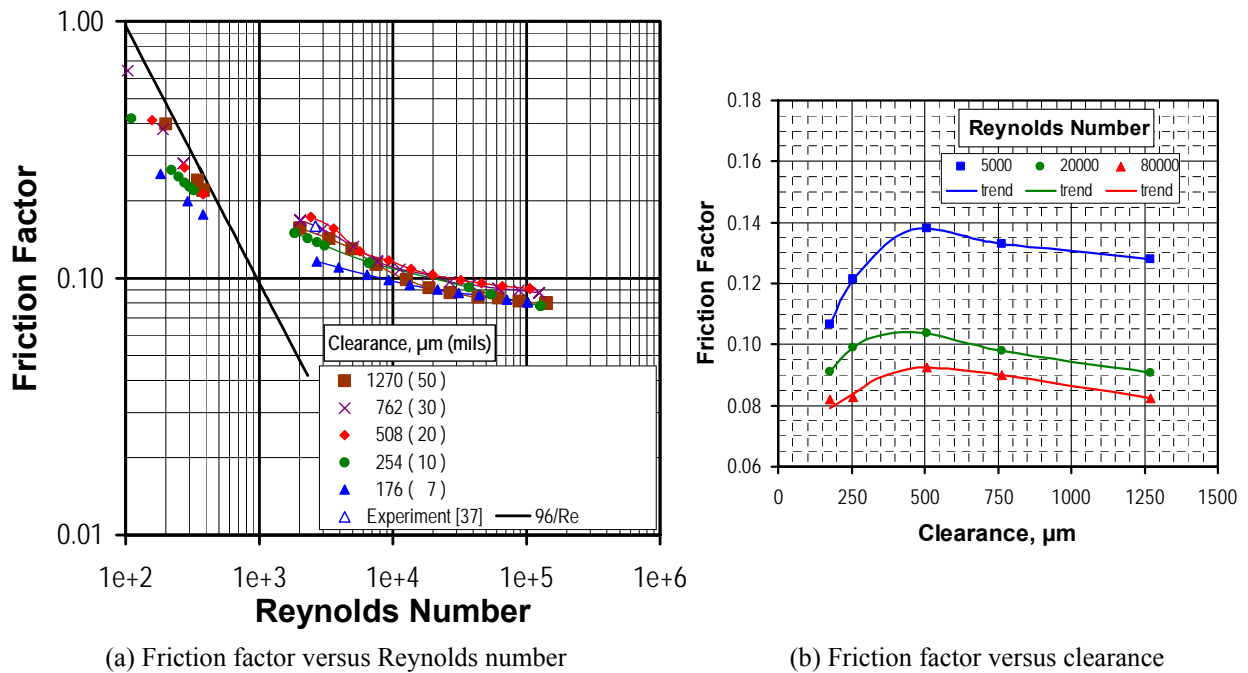 1.00
0.10
0.01
Friction Factor
1e+2 1e+3 1e+4 1e+5 1e+6
Reynolds Number
Clearance, µm (mils)
1270 ( 50 )
762 ( 30 )
508 ( 20 )
254 ( 10 )
176 ( 7 )
Experiment [37] 96/Re
(a) Friction factor versus Reynolds number
0.18
0.16
0.14
0.12
0.10
0.08
0.06
Friction Factor
Reynolds Number
5000 20000 80000
trend trend trend
0 250 500 750 1000 1250 1500
Clearance, µm
(b) Friction factor versus clearance